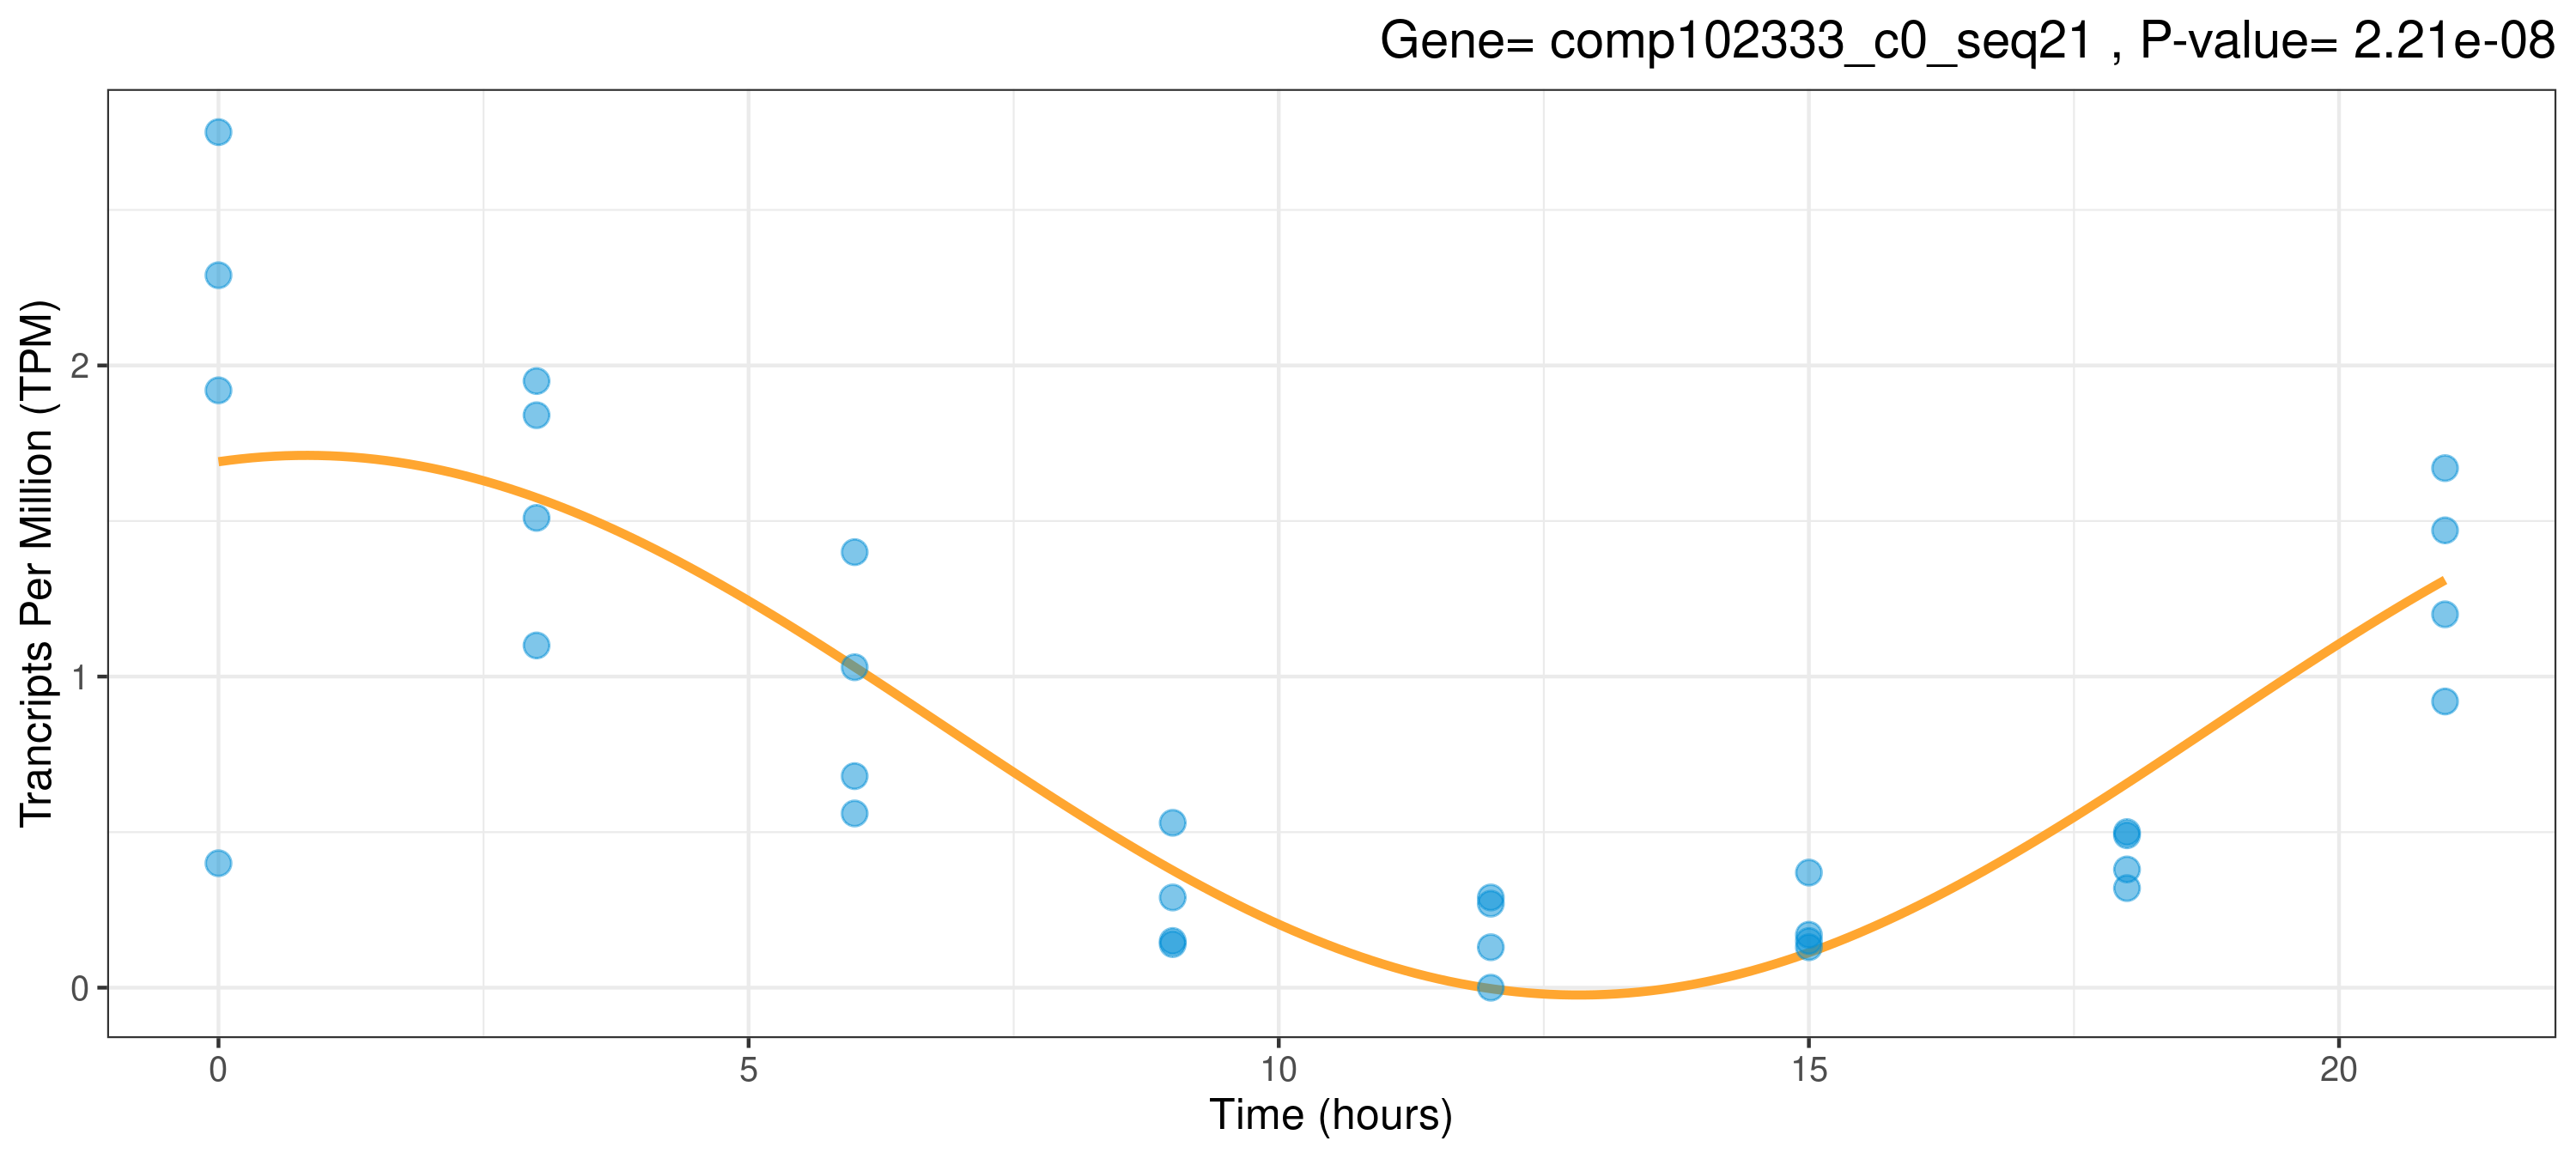 Gene= comp102333_c0_seq21 , P-value= 2.21e-08
Trancripts Per Million (TPM)
2
1
0
0 5 10 15 20
Time (hours)